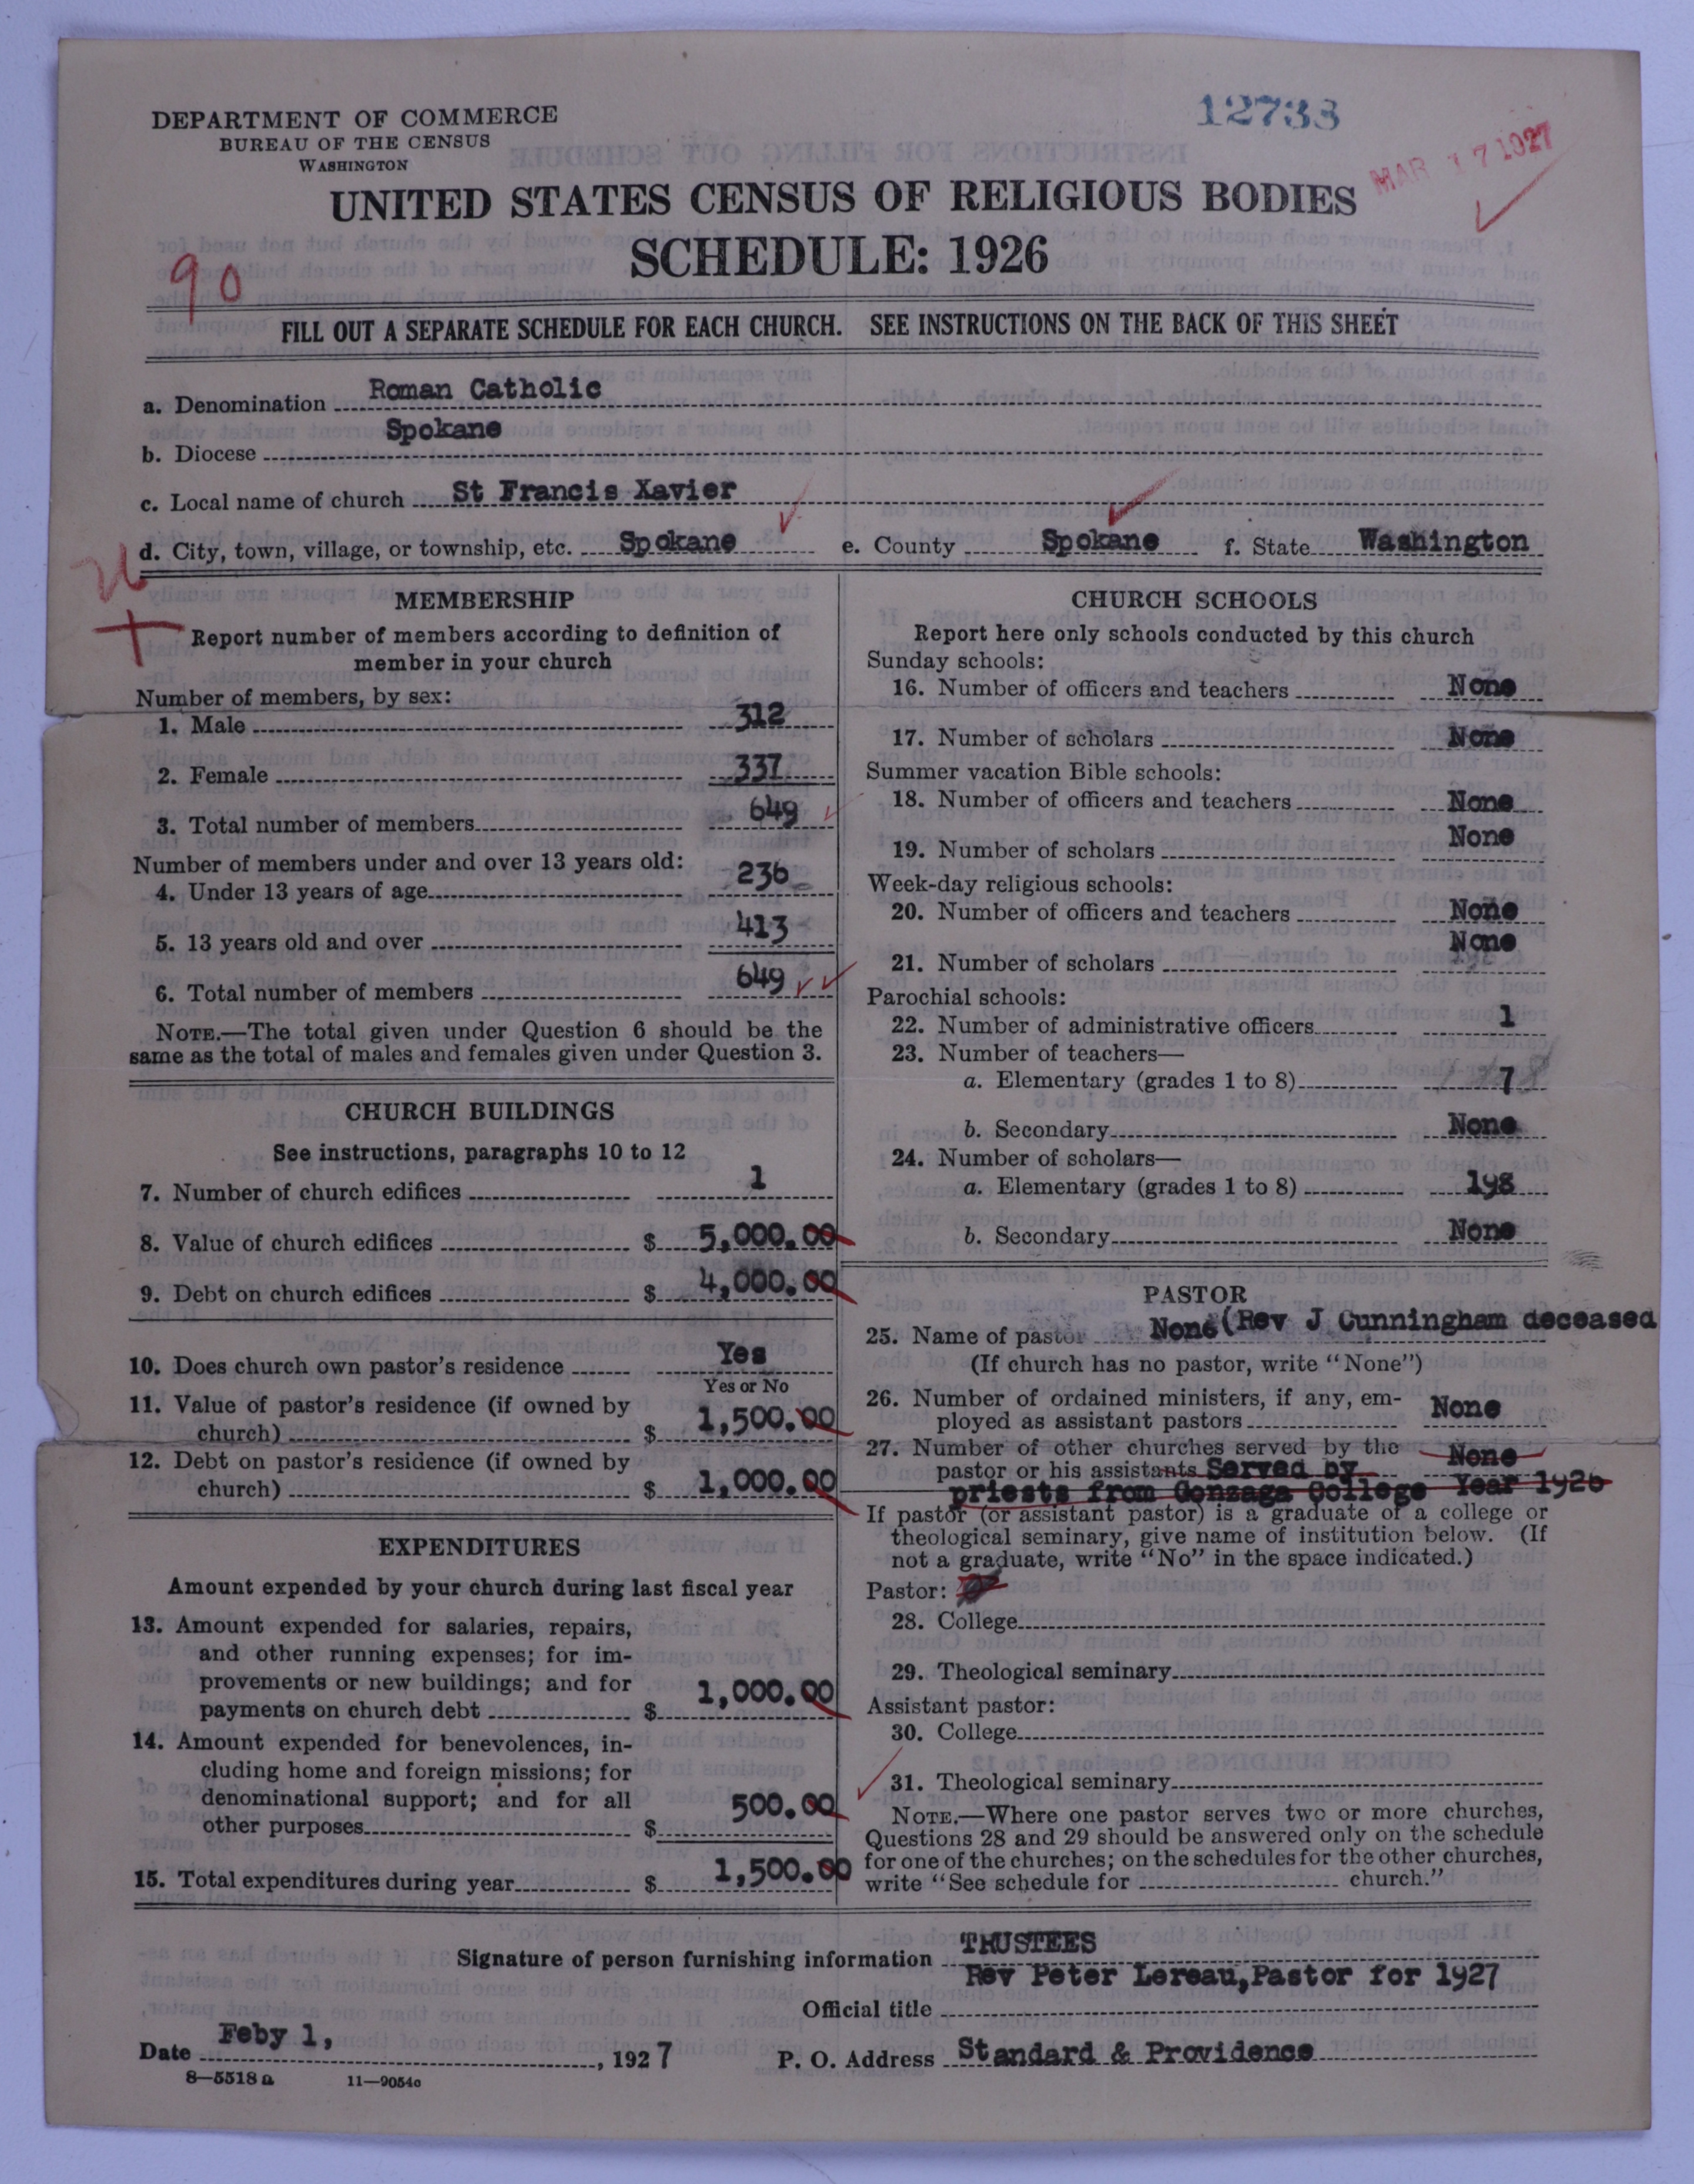 DEPARTMENT OF COMMERCE
BUREAU OF THE CENSUS
WASHINGTON
12738
MAR 17 1927
UNITED STATES CENSUS OF RELIGIOUS BODIES
SCHEDULE: 1926
90
FILL OUT A SEPARATE SCHEDULE FOR EACH CHURCH. SEE INSTRUCTIONS ON THE BACK OF THIS SHEET
a. Denomination Roman Catholic
b. Diocese Spokane
c. Local name of church St Francis Xavier
d. City, town, village, or township, etc. Spokane e. County Spokane f. State Washington
MEMBERSHIP
Report number of members according to definition of
member in your church
Number of members, by sex:
1. Male 312
2. Female 337
3. Total number of members 649
Number of members under and over 13 years old:
4. Under 13 years of age 236
5. 13 years old and over 413
6. Total number of members 649
NOTE.—The total given under Question 6 should be the
same as the total of males and females given under Question 3.
CHURCH BUILDINGS
See instructions, paragraphs 10 to 12
7. Number of church edifices 1
8. Value of church edifices $ 5,000.00
9. Debt on church edifices $ 4,000.00
10. Does church own pastor's residence Yes
Yes or No
11. Value of pastor's residence (if owned by
church) $ 1,500.00
12. Debt on pastor's residence (if owned by
church) $ 1,000.00
EXPENDITURES
Amount expended by your church during last fiscal year
13. Amount expended for salaries, repairs,
and other running expenses; for im-
provements or new buildings; and for
payments on church debt $ 1,000.00
14. Amount expended for benevolences, in-
cluding home and foreign missions; for
denominational support; and for all
other purposes $ 500.00
15. Total expenditures during year $ 1,500.00
CHURCH SCHOOLS
Report here only schools conducted by this church
Sunday schools:
16. Number of officers and teachers None
17. Number of scholars None
Summer vacation Bible schools:
18. Number of officers and teachers None
19. Number of scholars None
Week-day religious schools:
20. Number of officers and teachers None
21. Number of scholars None
Parochial schools:
22. Number of administrative officers 1
23. Number of teachers—
a. Elementary (grades 1 to 8) 7
b. Secondary None
24. Number of scholars—
a. Elementary (grades 1 to 8) 198
b. Secondary None
PASTOR
25. Name of pastor None (Rev J Cunningham deceased
(If church has no pastor, write "None")
26. Number of ordained ministers, if any, em-
ployed as assistant pastors None
27. Number of other churches served by the None
pastor or his assistants Served by
priests from Gonzaga College Year 1926
If pastor (or assistant pastor) is a graduate of a college or
theological seminary, give name of institution below. (If
not a graduate, write "No" in the space indicated.)
Pastor:
28. College
29. Theological seminary
Assistant pastor:
30. College
31. Theological seminary
NOTE.—Where one pastor serves two or more churches,
Questions 28 and 29 should be answered only on the schedule
for one of the churches; on the schedules for the other churches,
write "See schedule for church."
Signature of person furnishing information TRUSTEES
Rev Peter Lereau, Pastor for 1927
Official title
Date Feby 1, 1927 P. O. Address Standard & Providence
8—5518 a 11—9054c